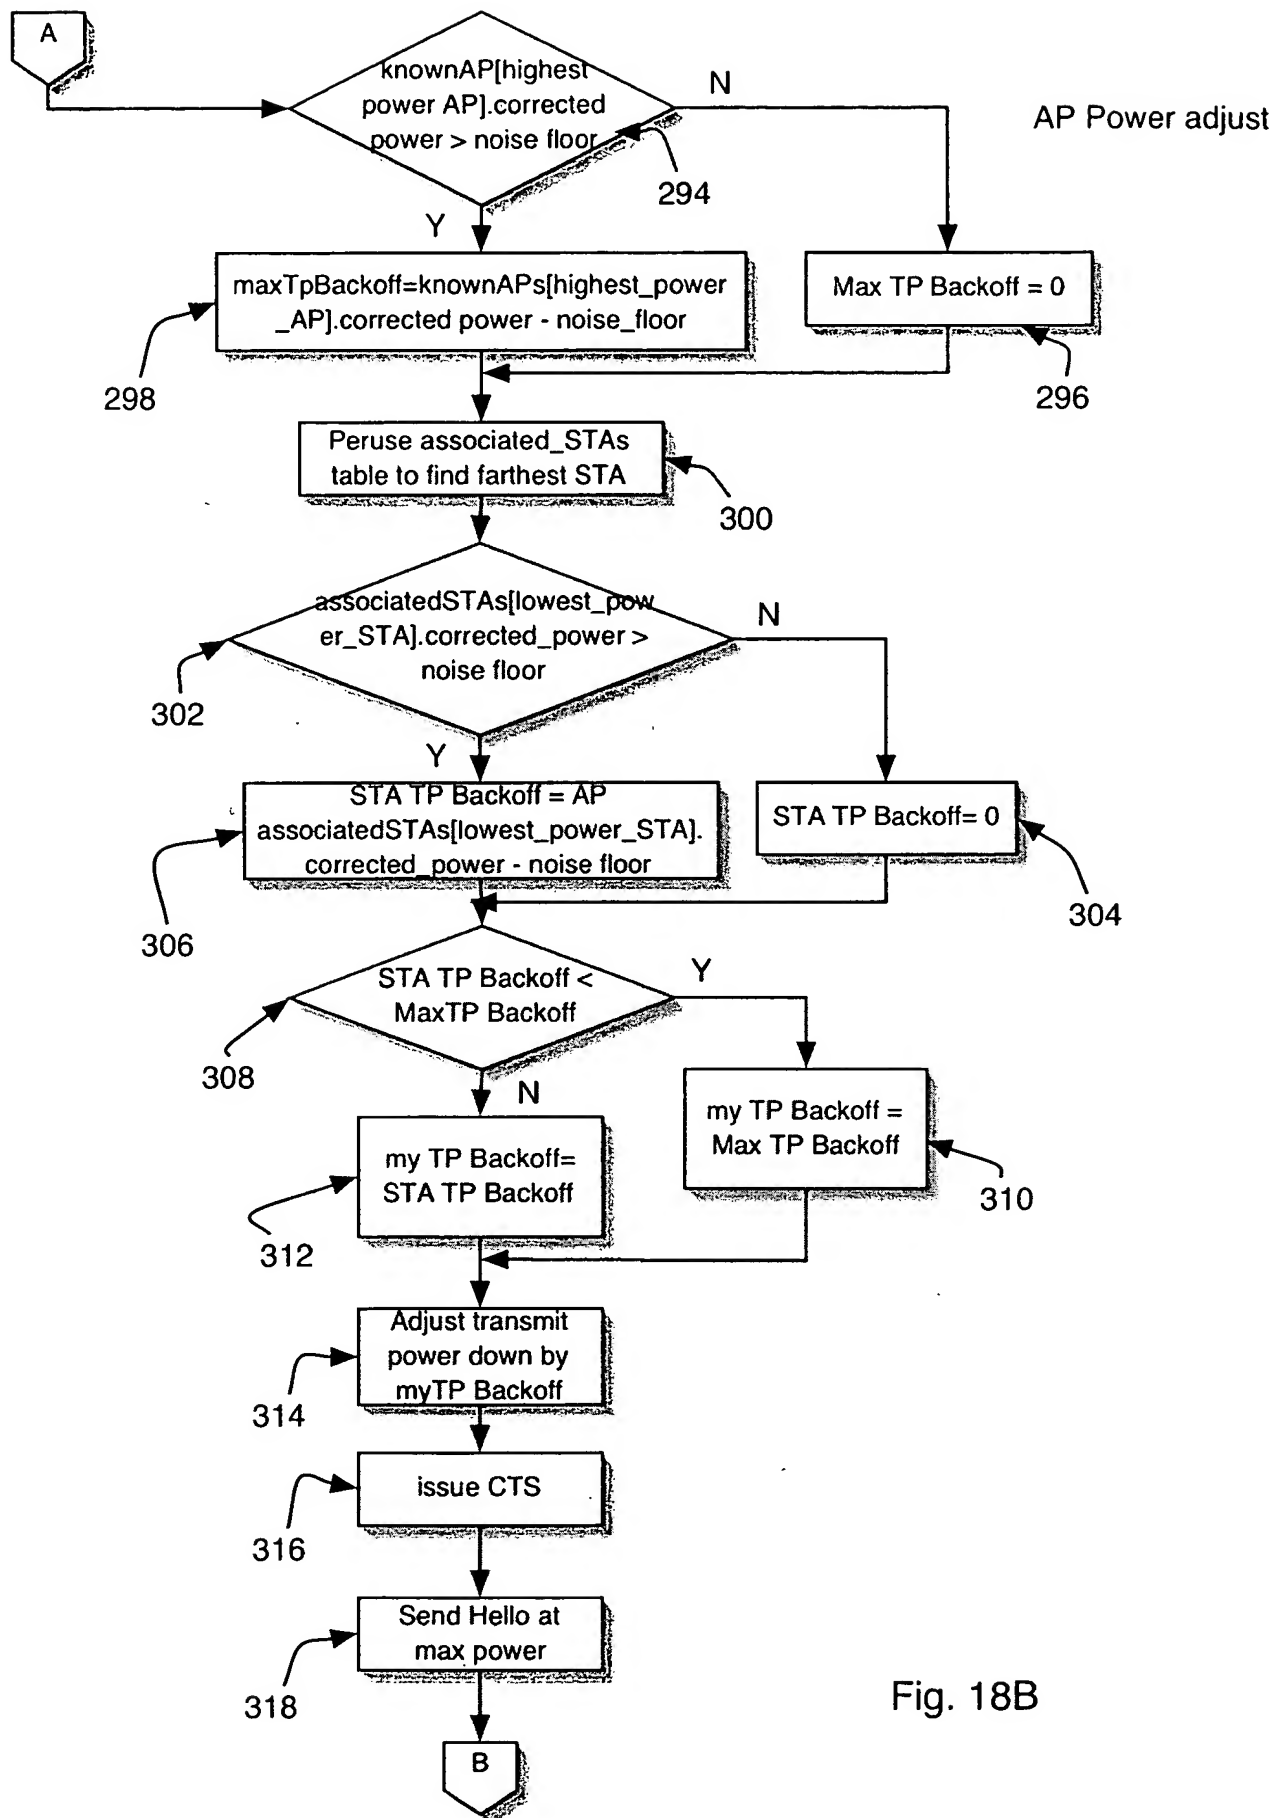 A
knownAP[highest
power AP].corrected
power > noise floor
N
AP Power adjust
294
Y
maxTpBackoff=knownAPs[highest_power
_AP].corrected power - noise_floor
Max TP Backoff = 0
298
296
Peruse associated_STAs
table to find farthest STA
300
associatedSTAs[lowest_pow
er_STA].corrected_power >
noise floor
N
302
Y
STA TP Backoff = AP
associatedSTAs[lowest_power_STA].
corrected_power - noise floor
STA TP Backoff= 0
304
306
STA TP Backoff <
MaxTP Backoff
Y
308
N
my TP Backoff =
Max TP Backoff
my TP Backoff=
STA TP Backoff
310
312
Adjust transmit
power down by
myTP Backoff
314
issue CTS
316
Send Hello at
max power
318
Fig. 18B
B